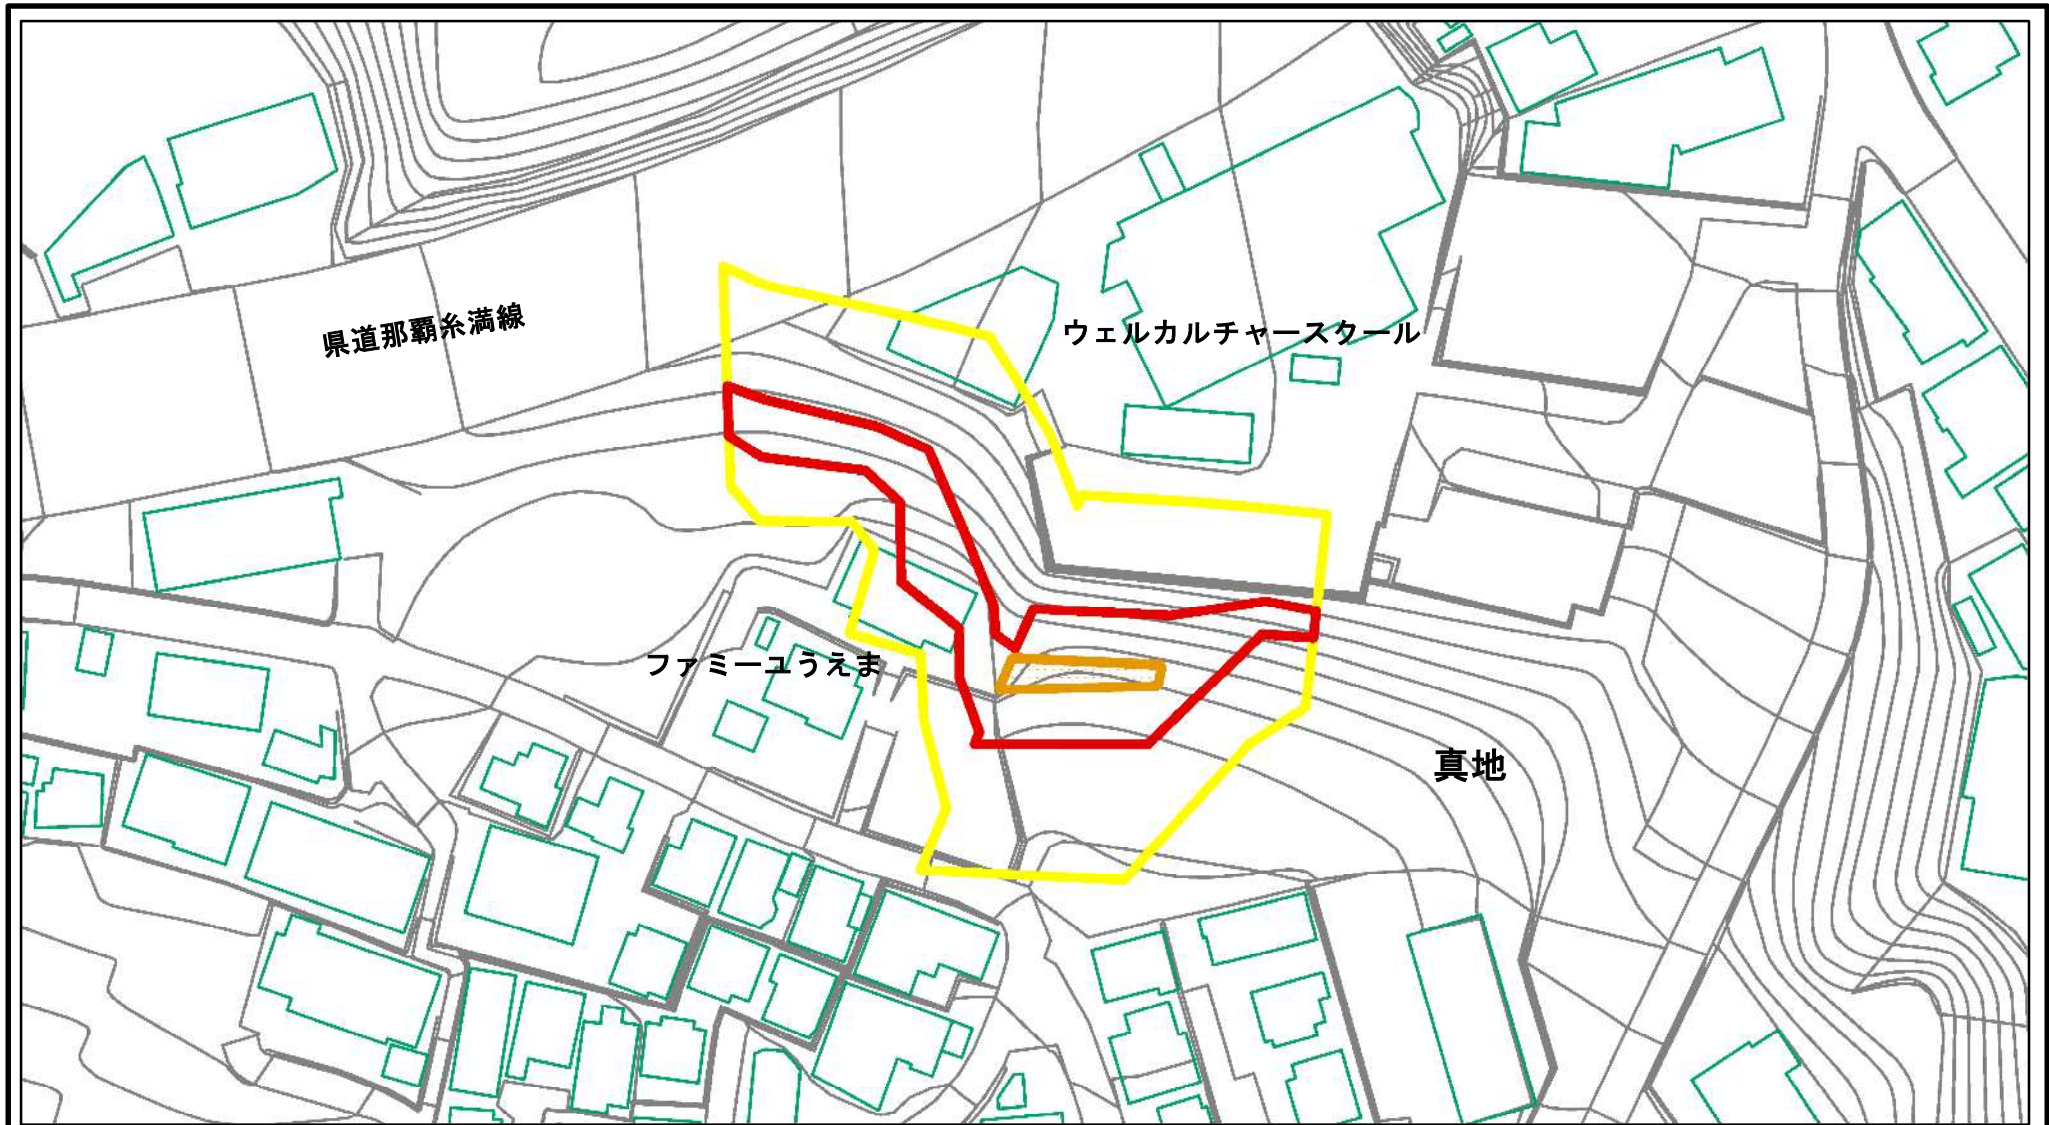 県道那覇糸満線
ウェルカルチャースクール
ファミーユうえま
真地